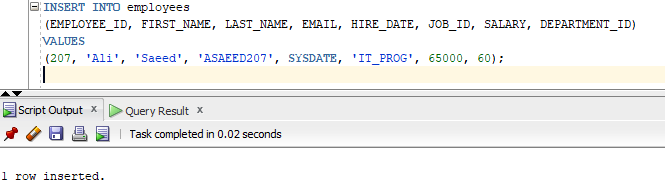 INSERT INTO employees
(EMPLOYEE_ID, FIRST_NAME, LAST_NAME, EMAIL, HIRE_DATE, JOB_ID, SALARY, DEPARTMENT_ID)
VALUES
(207, 'Ali', 'Saeed', 'ASAEED207', SYSDATE, 'IT_PROG', 65000, 60);
Script Output x Query Result x
Task completed in 0.02 seconds
1 row inserted.